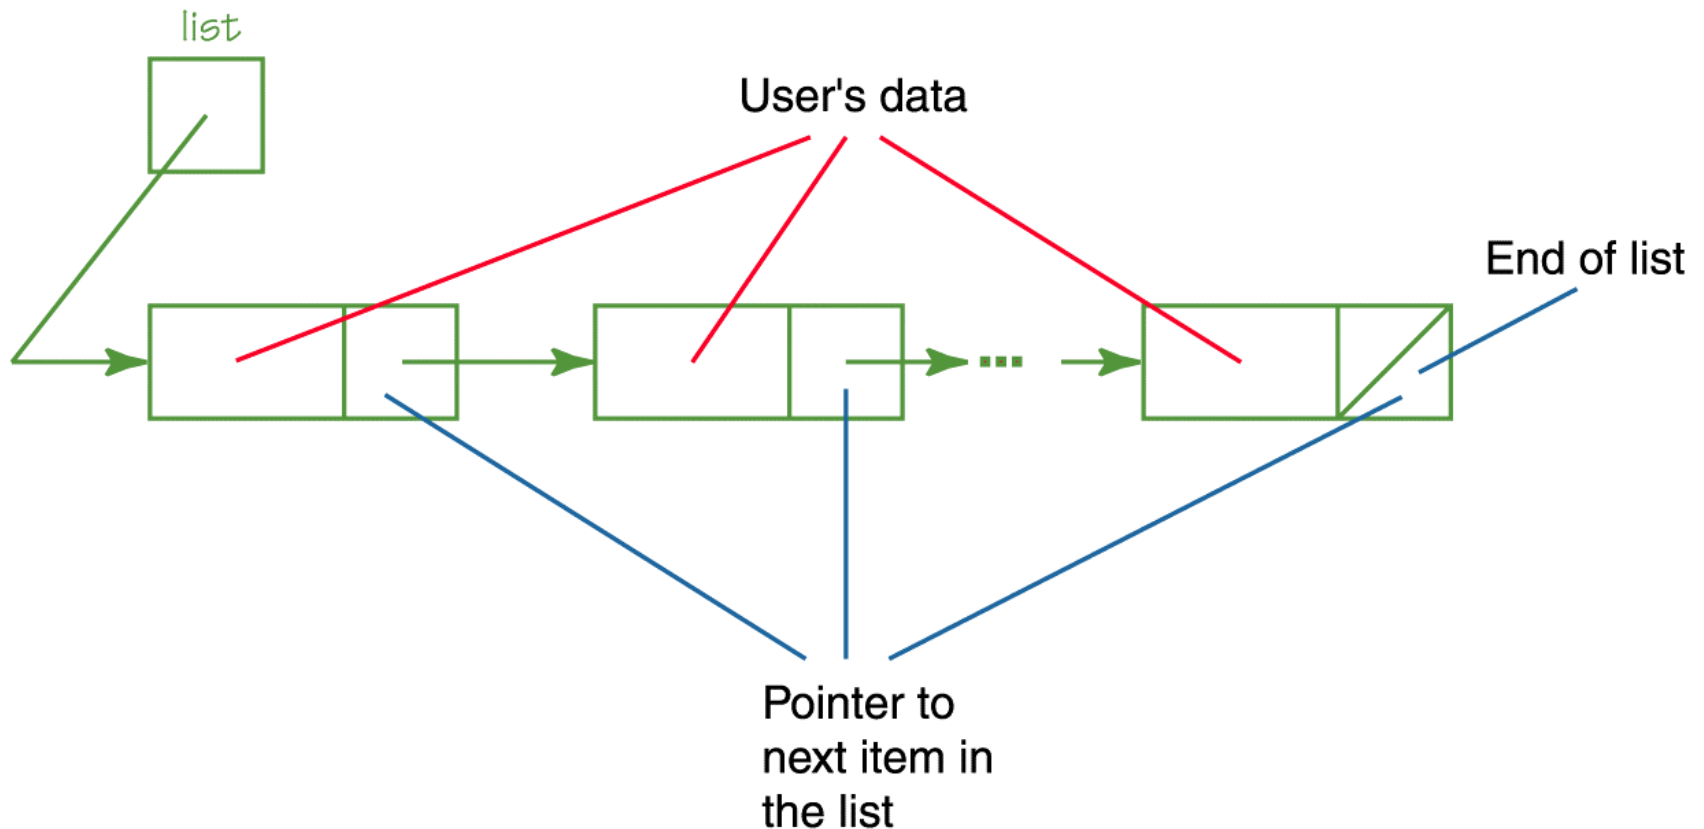 list
User's data
End of list
Pointer to
next item in
the list